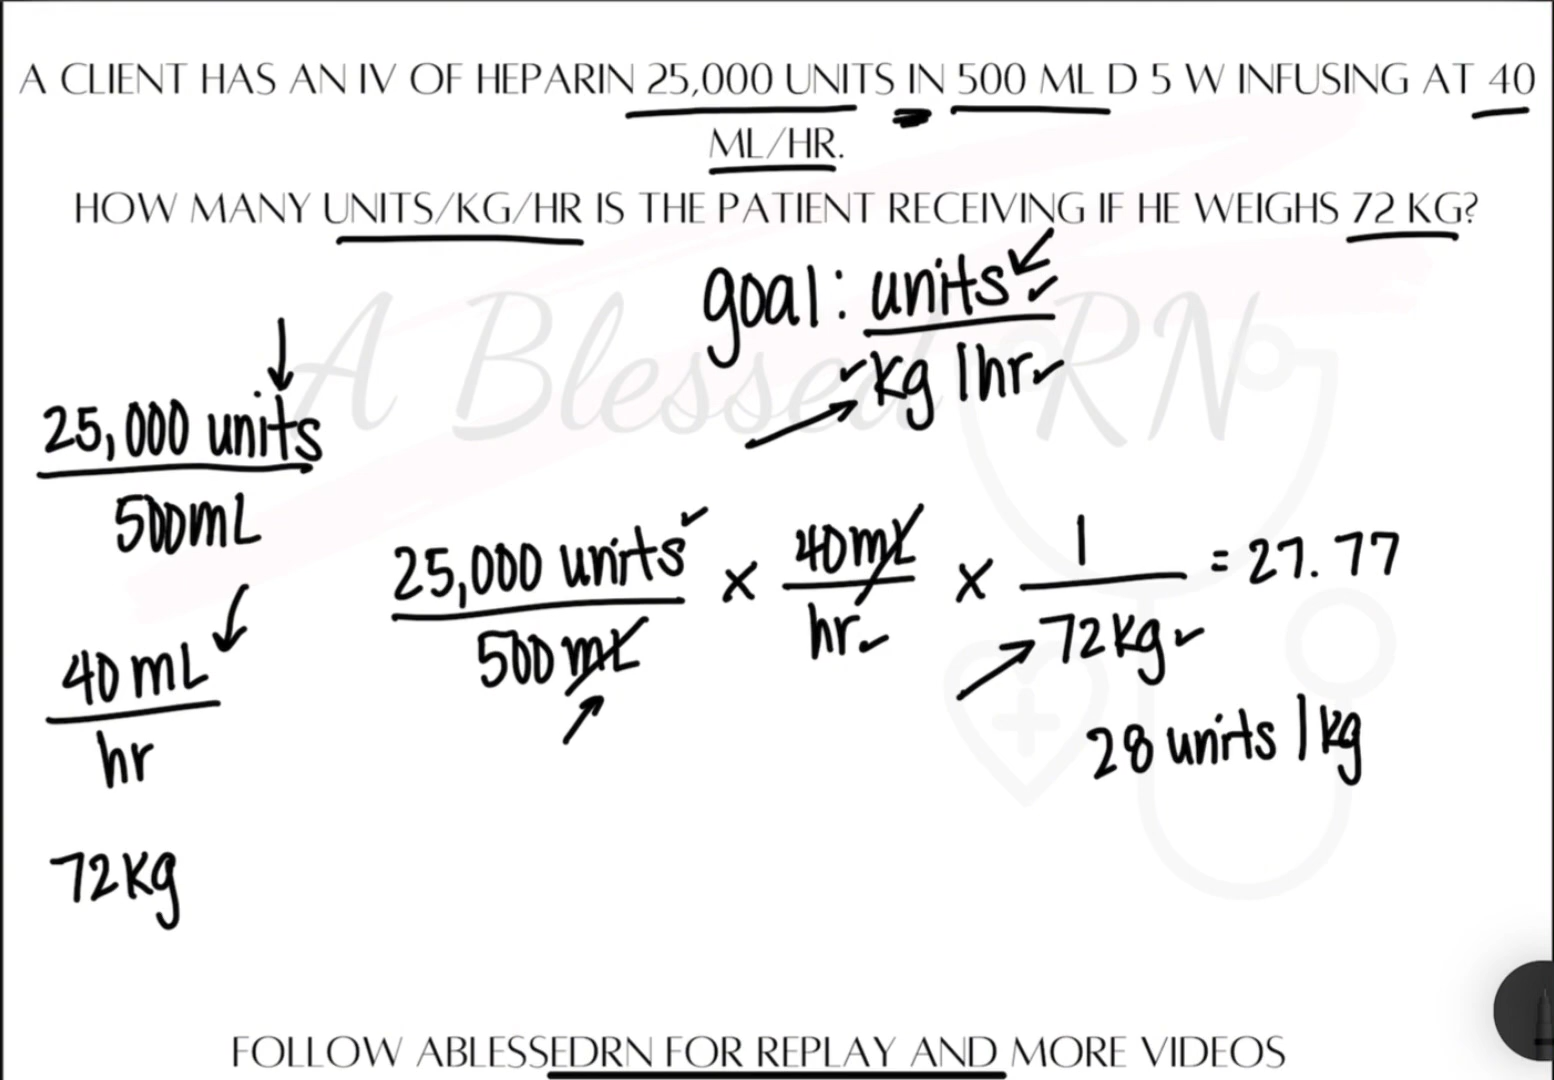 A CLIENT HAS AN IV OF HEPARIN 25,000 UNITS IN 500 ML D 5 W INFUSING AT 40
ML/HR.
HOW MANY UNITS/KG/HR IS THE PATIENT RECEIVING IF HE WEIGHS 72 KG?
goal: units
kg/hr
A Blessed RN
25,000 units
500mL
40 mL
hr
72kg
25,000 units x 40mL x 1 = 27.77
500 mL hr 72kg
28 units/kg
FOLLOW ABLESSEDRN FOR REPLAY AND MORE VIDEOS